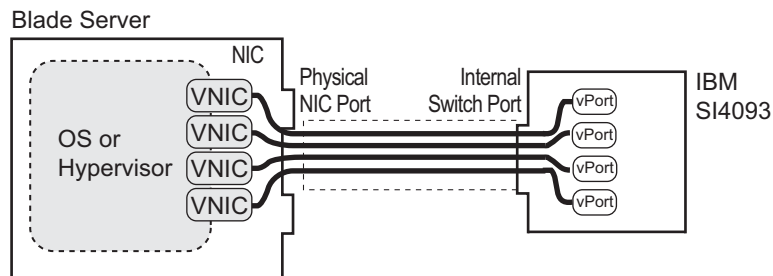 Blade Server
NIC
Physical
NIC Port
Internal
Switch Port
IBM
SI4093
OS or
Hypervisor
VNIC
VNIC
VNIC
VNIC
vPort
vPort
vPort
vPort